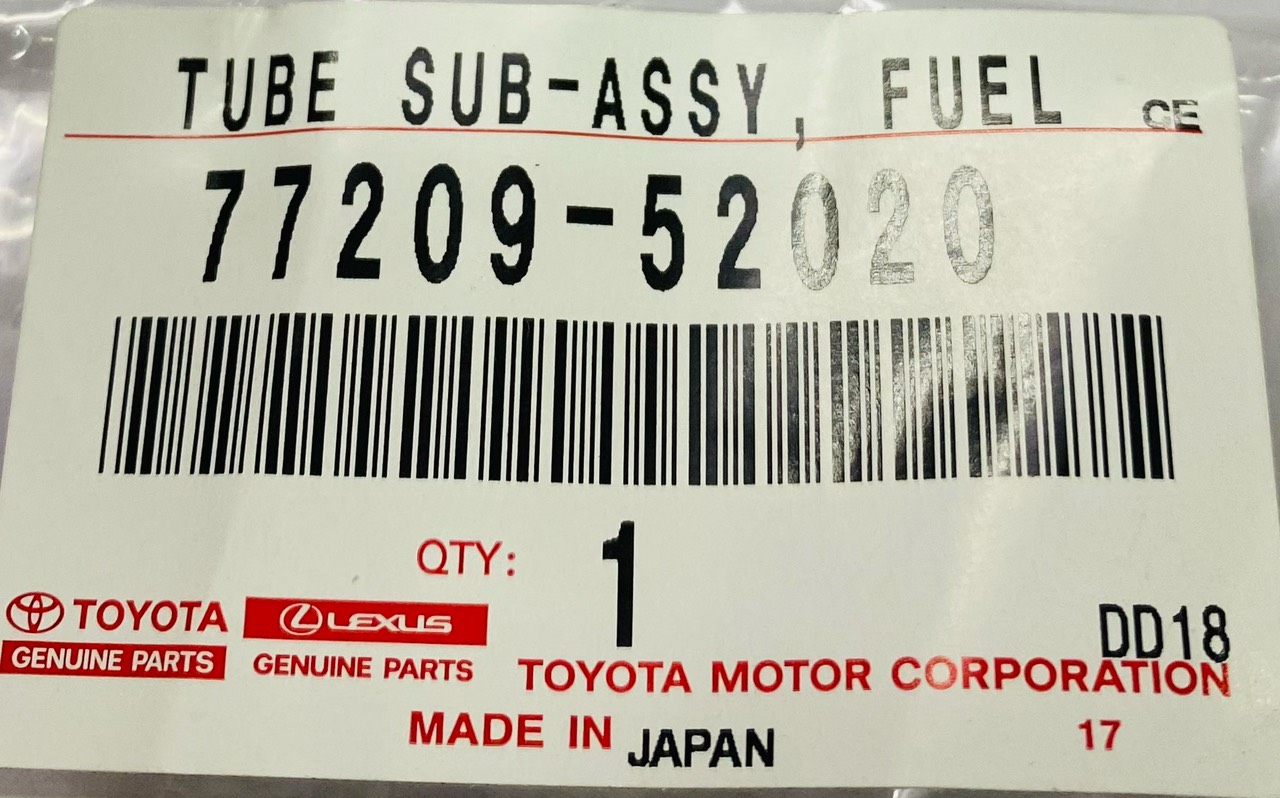 TUBE SUB-ASSY, FUEL CE
77209-52020
QTY: 1
TOYOTA LEXUS DD18
GENUINE PARTS GENUINE PARTS TOYOTA MOTOR CORPORATION
MADE IN JAPAN 17